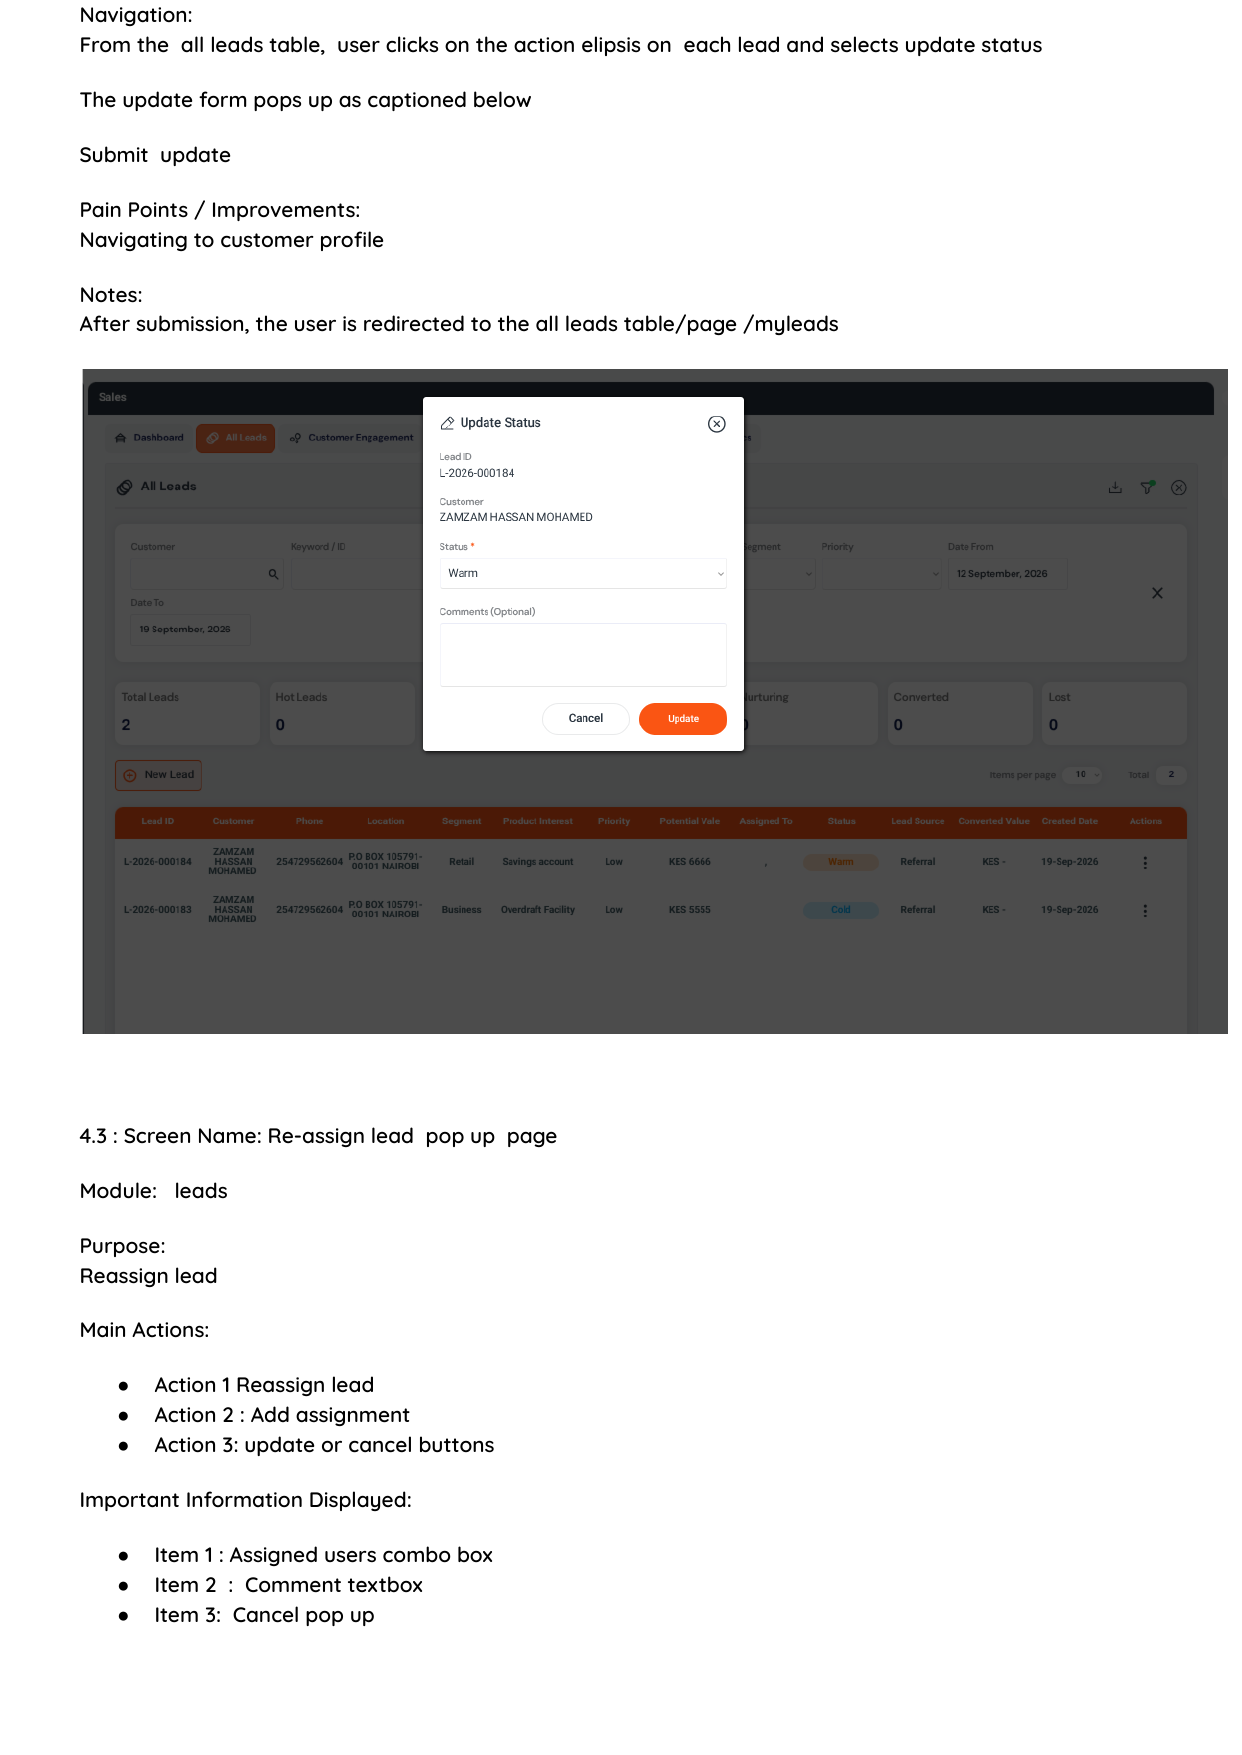 Navigation:
From the all leads table, user clicks on the action elipsis on each lead and selects update status
The update form pops up as captioned below
Submit update
Pain Points / Improvements:
Navigating to customer profile
Notes:
After submission, the user is redirected to the all leads table/page /myleads
Sales
Dashboard All Leads Customer Engagement
All Leads
Customer Keyword / ID Segment Priority Date From
12 September, 2026
Date To
19 September, 2026
Update Status
Lead ID
L-2026-000184
Customer
ZAMZAM HASSAN MOHAMED
Status *
Warm
Comments (Optional)
Cancel Update
Total Leads Hot Leads Nurturing Converted Lost
2 0 0 0
New Lead Items per page 10 Total 2
Lead ID Customer Phone Location Segment Product Interest Priority Potential Vale Assigned To Status Lead Source Converted Value Created Date Actions
L-2026-000184 ZAMZAM HASSAN MOHAMED 254729562604 P.O BOX 105791-00101 NAIROBI Retail Savings account Low KES 6666 , Warm Referral KES - 19-Sep-2026
L-2026-000183 ZAMZAM HASSAN MOHAMED 254729562604 P.O BOX 105791-00101 NAIROBI Business Overdraft Facility Low KES 5555 Cold Referral KES - 19-Sep-2026
4.3 : Screen Name: Re-assign lead pop up page
Module: leads
Purpose:
Reassign lead
Main Actions:
● Action 1 Reassign lead
● Action 2 : Add assignment
● Action 3: update or cancel buttons
Important Information Displayed:
● Item 1 : Assigned users combo box
● Item 2 : Comment textbox
● Item 3: Cancel pop up